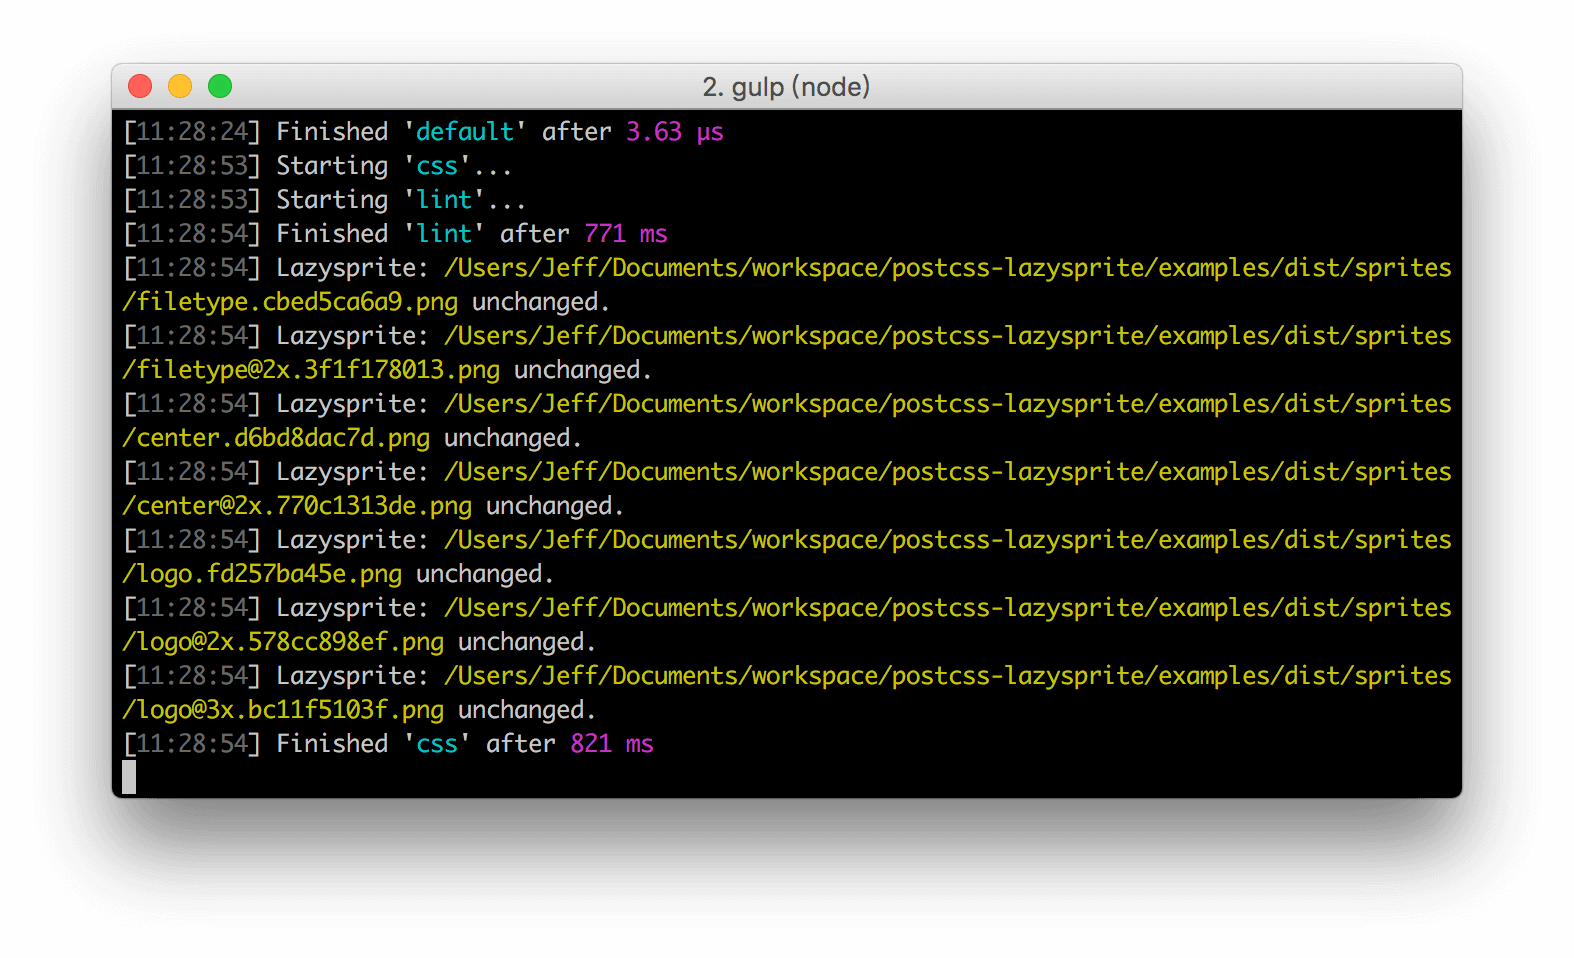 2. gulp (node)
[11:28:24] Finished 'default' after 3.63 μs
[11:28:53] Starting 'css'...
[11:28:53] Starting 'lint'...
[11:28:54] Finished 'lint' after 771 ms
[11:28:54] Lazysprite: /Users/Jeff/Documents/workspace/postcss-lazysprite/examples/dist/sprites
/filetype.cbed5ca6a9.png unchanged.
[11:28:54] Lazysprite: /Users/Jeff/Documents/workspace/postcss-lazysprite/examples/dist/sprites
/filetype@2x.3f1f178013.png unchanged.
[11:28:54] Lazysprite: /Users/Jeff/Documents/workspace/postcss-lazysprite/examples/dist/sprites
/center.d6bd8dac7d.png unchanged.
[11:28:54] Lazysprite: /Users/Jeff/Documents/workspace/postcss-lazysprite/examples/dist/sprites
/center@2x.770c1313de.png unchanged.
[11:28:54] Lazysprite: /Users/Jeff/Documents/workspace/postcss-lazysprite/examples/dist/sprites
/logo.fd257ba45e.png unchanged.
[11:28:54] Lazysprite: /Users/Jeff/Documents/workspace/postcss-lazysprite/examples/dist/sprites
/logo@2x.578cc898ef.png unchanged.
[11:28:54] Lazysprite: /Users/Jeff/Documents/workspace/postcss-lazysprite/examples/dist/sprites
/logo@3x.bc11f5103f.png unchanged.
[11:28:54] Finished 'css' after 821 ms